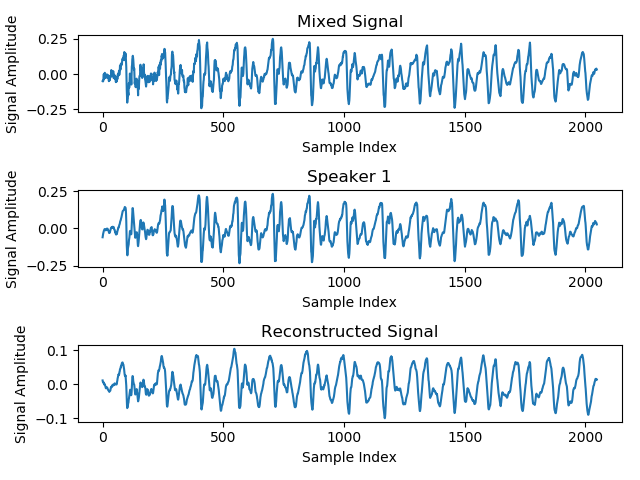 Mixed Signal
Signal Amplitude
0.25
0.00
−0.25
0 500 1000 1500 2000
Sample Index
Speaker 1
Signal Amplitude
0.25
0.00
−0.25
0 500 1000 1500 2000
Sample Index
Reconstructed Signal
Signal Amplitude
0.1
0.0
−0.1
0 500 1000 1500 2000
Sample Index